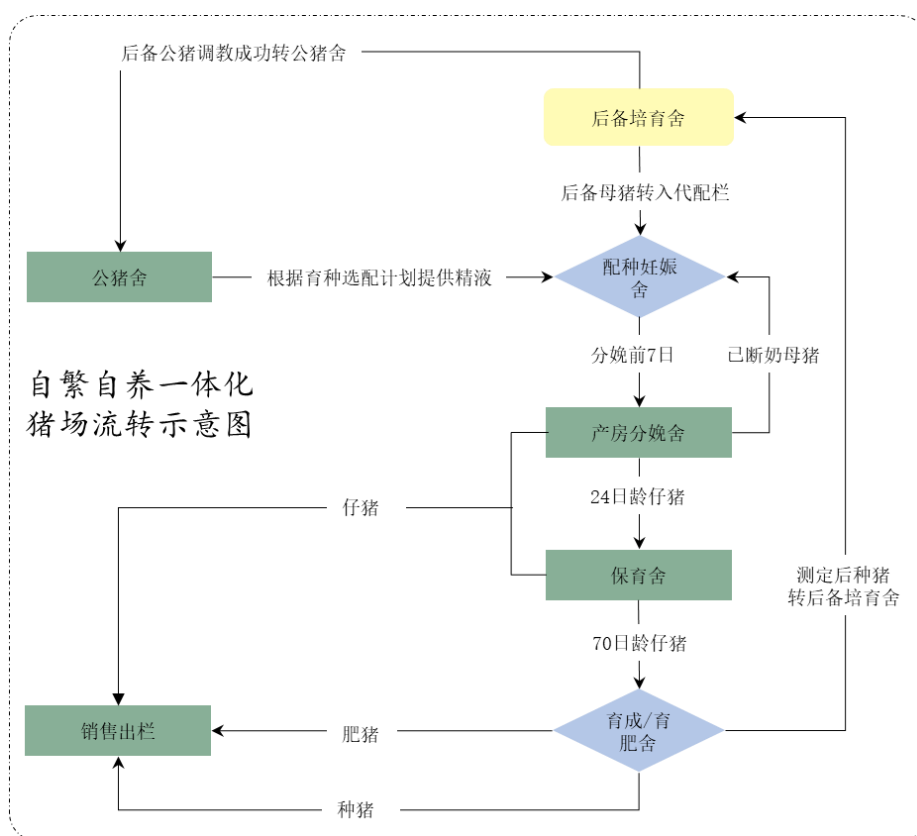 后备公猪调教成功转公猪舍
后备培育舍
后备母猪转入代配栏
公猪舍
根据育种选配计划提供精液
配种妊娠
舍
分娩前7日
已断奶母猪
自繁自养一体化
猪场流转示意图
产房分娩舍
24日龄仔猪
仔猪
保育舍
测定后种猪
转后备培育舍
70日龄仔猪
销售出栏
肥猪
育成/育
肥舍
种猪